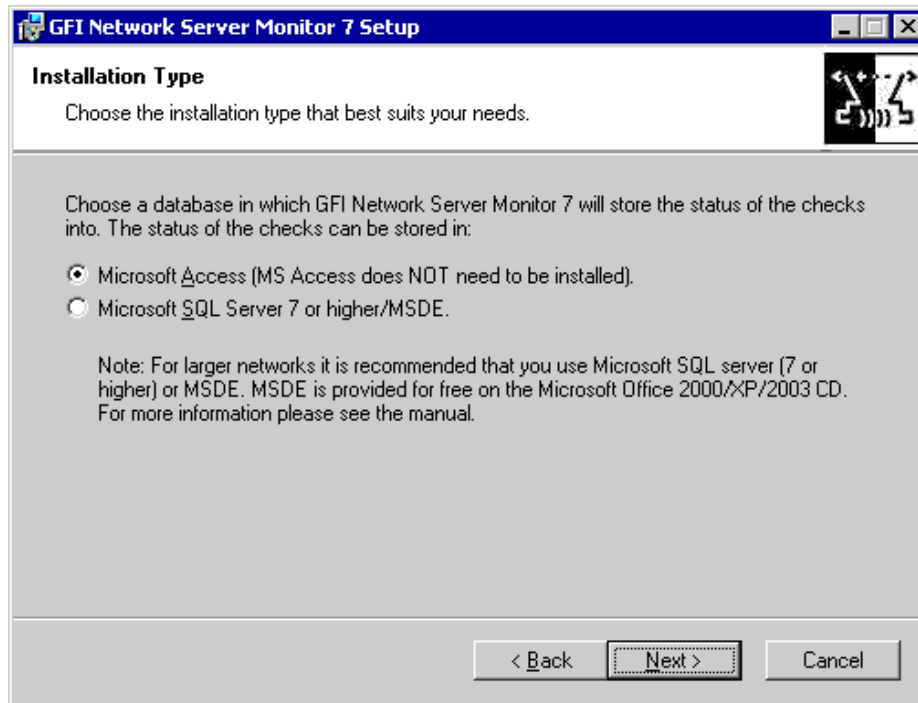 GFI Network Server Monitor 7 Setup
Installation Type
Choose the installation type that best suits your needs.
Choose a database in which GFI Network Server Monitor 7 will store the status of the checks
into. The status of the checks can be stored in:
Microsoft Access (MS Access does NOT need to be installed).
Microsoft SQL Server 7 or higher/MSDE.
Note: For larger networks it is recommended that you use Microsoft SQL server (7 or
higher) or MSDE. MSDE is provided for free on the Microsoft Office 2000/XP/2003 CD.
For more information please see the manual.
< Back Next > Cancel